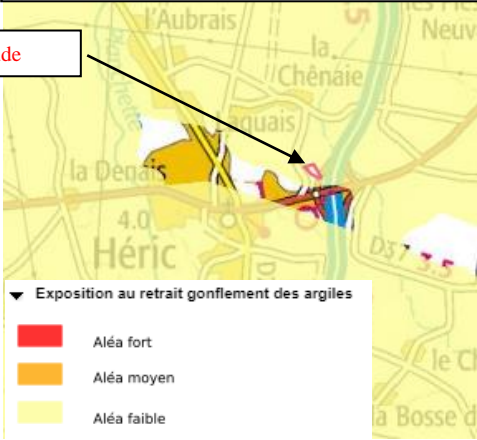 l'Aubrais
Neuv
de
la
Chênaie
la Denais
4.0
Héric
D37 3.5
▼ Exposition au retrait gonflement des argiles
Aléa fort
Aléa moyen
Aléa faible
le Ch
la Bosse d